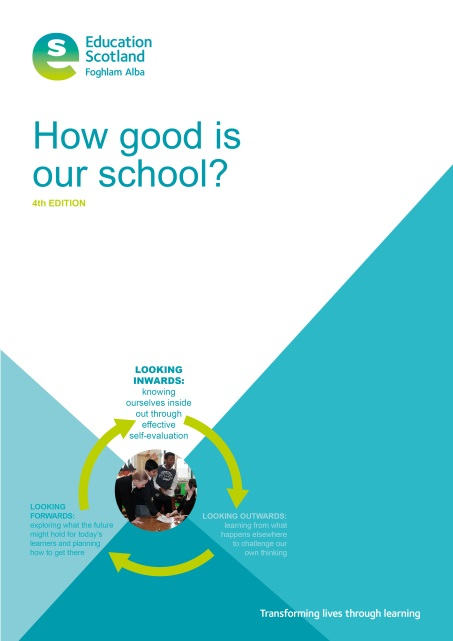 Education
Scotland
Foghlam Alba
How good is
our school?
4th EDITION
LOOKING
INWARDS:
knowing
ourselves inside
out through
effective
self-evaluation
LOOKING OUTWARDS:
learning from what
happens elsewhere
to challenge our
own thinking
LOOKING
FORWARDS:
exploring what the future
might hold for today's
learners and planning
how to get there
Transforming lives through learning